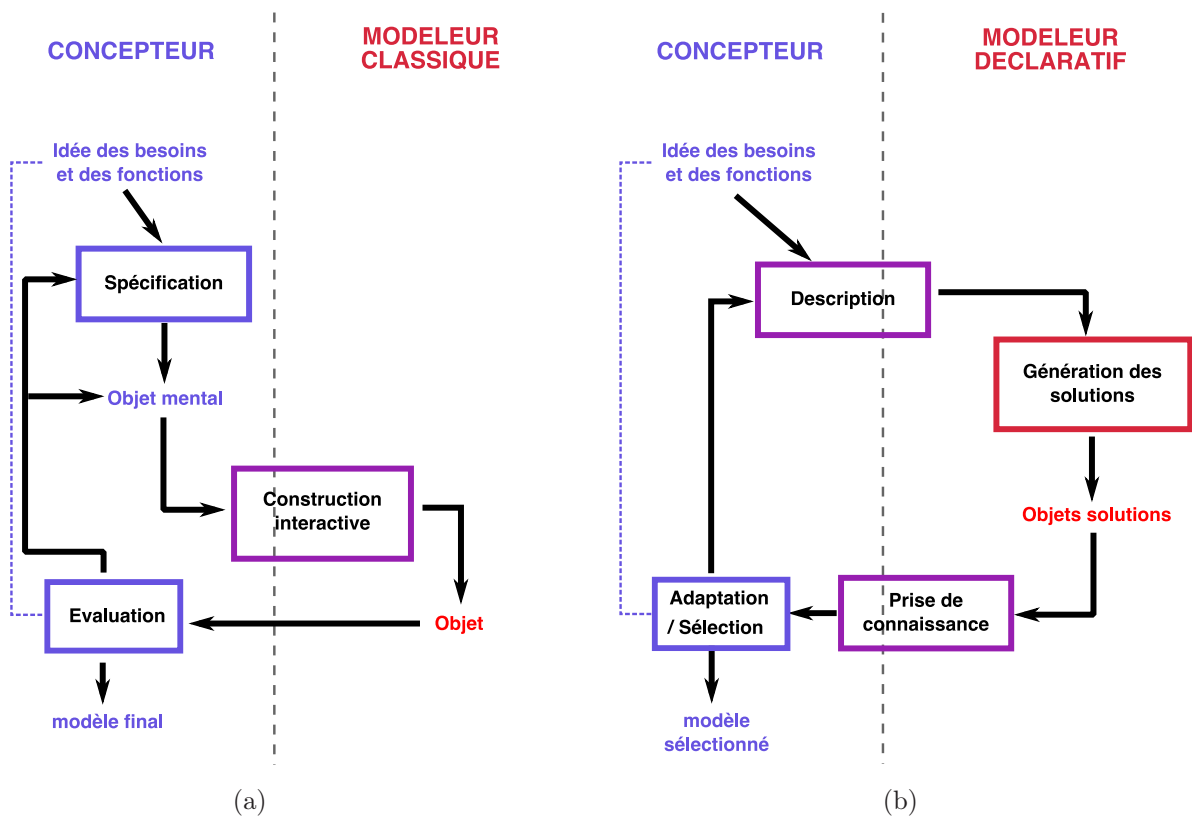 CONCEPTEUR
MODELEUR
CLASSIQUE
Idée des besoins
et des fonctions
Spécification
Objet mental
Construction
interactive
Evaluation
Objet
modèle final
(a)
CONCEPTEUR
MODELEUR
DECLARATIF
Idée des besoins
et des fonctions
Description
Génération des
solutions
Objets solutions
Adaptation
/ Sélection
Prise de
connaissance
modèle
sélectionné
(b)